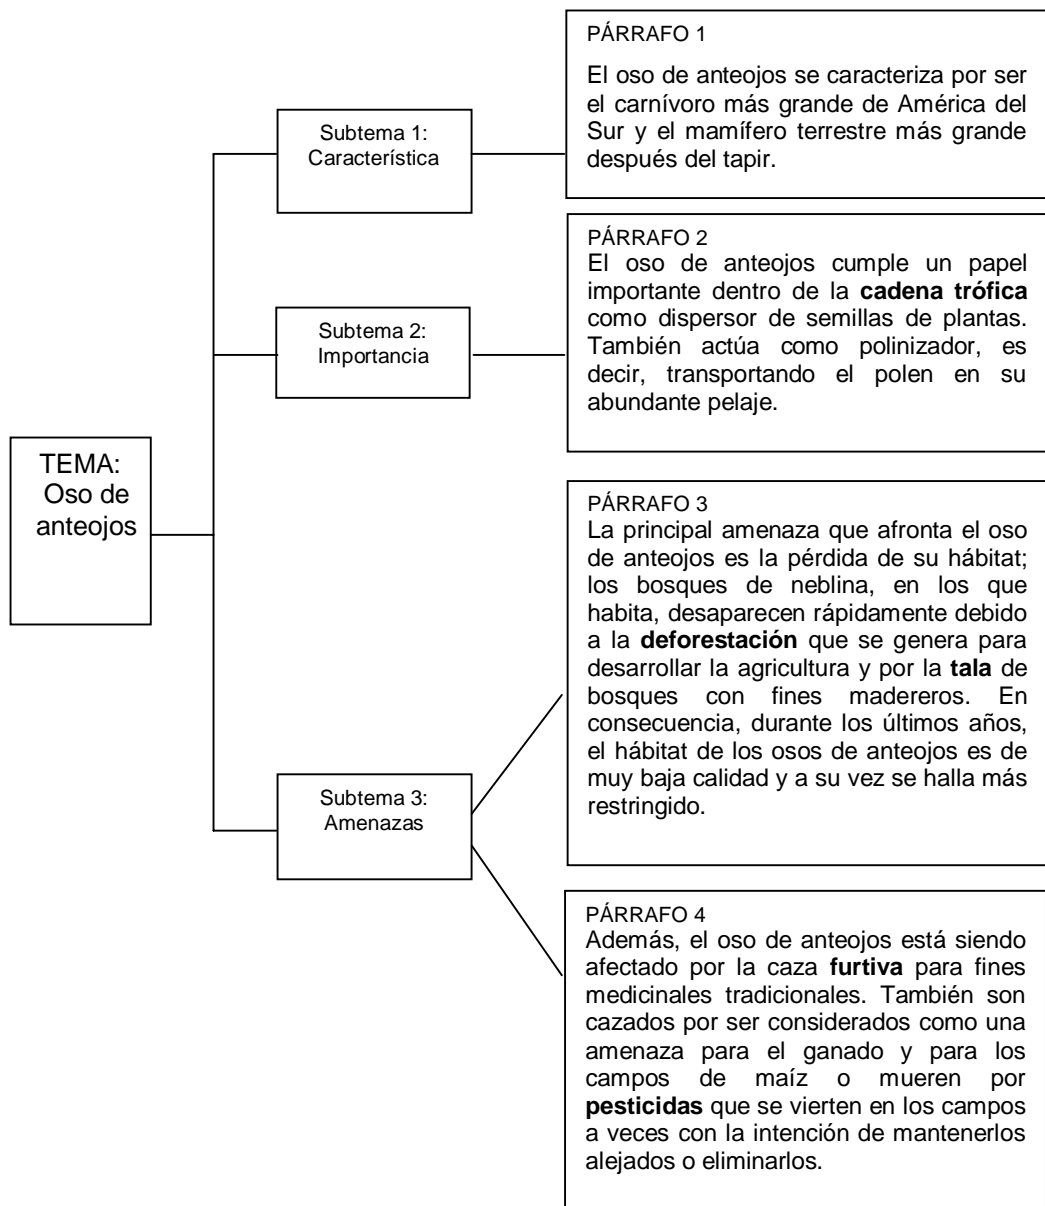 TEMA:
Oso de
anteojos
Subtema 1:
Característica
PÁRRAFO 1
El oso de anteojos se caracteriza por ser
el carnívoro más grande de América del
Sur y el mamífero terrestre más grande
después del tapir.
Subtema 2:
Importancia
PÁRRAFO 2
El oso de anteojos cumple un papel
importante dentro de la cadena trófica
como dispersor de semillas de plantas.
También actúa como polinizador, es
decir, transportando el polen en su
abundante pelaje.
Subtema 3:
Amenazas
PÁRRAFO 3
La principal amenaza que afronta el oso
de anteojos es la pérdida de su hábitat;
los bosques de neblina, en los que
habita, desaparecen rápidamente debido
a la deforestación que se genera para
desarrollar la agricultura y por la tala de
bosques con fines madereros. En
consecuencia, durante los últimos años,
el hábitat de los osos de anteojos es de
muy baja calidad y a su vez se halla más
restringido.
PÁRRAFO 4
Además, el oso de anteojos está siendo
afectado por la caza furtiva para fines
medicinales tradicionales. También son
cazados por ser considerados como una
amenaza para el ganado y para los
campos de maíz o mueren por
pesticidas que se vierten en los campos
a veces con la intención de mantenerlos
alejados o eliminarlos.